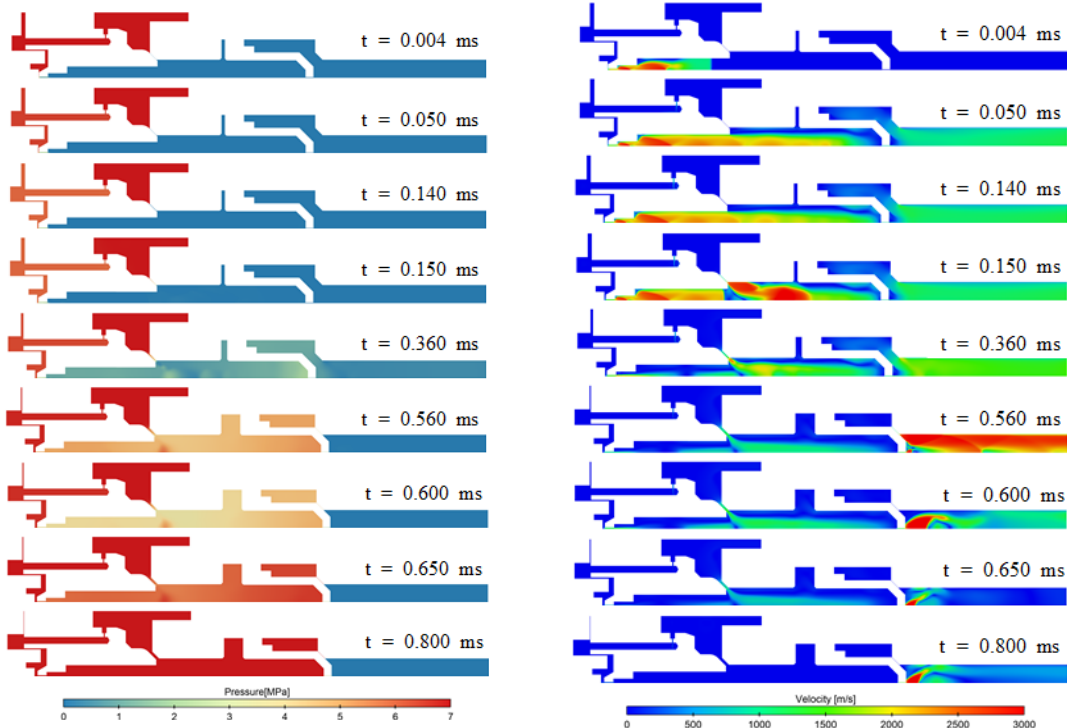 t = 0.004 ms
t = 0.004 ms
t = 0.050 ms
t = 0.050 ms
t = 0.140 ms
t = 0.140 ms
t = 0.150 ms
t = 0.150 ms
t = 0.360 ms
t = 0.360 ms
t = 0.560 ms
t = 0.560 ms
t = 0.600 ms
t = 0.600 ms
t = 0.650 ms
t = 0.650 ms
t = 0.800 ms
t = 0.800 ms
Pressure[MPa]
0 1 2 3 4 5 6 7
Velocity [m/s]
0 500 1000 1500 2000 2500 3000